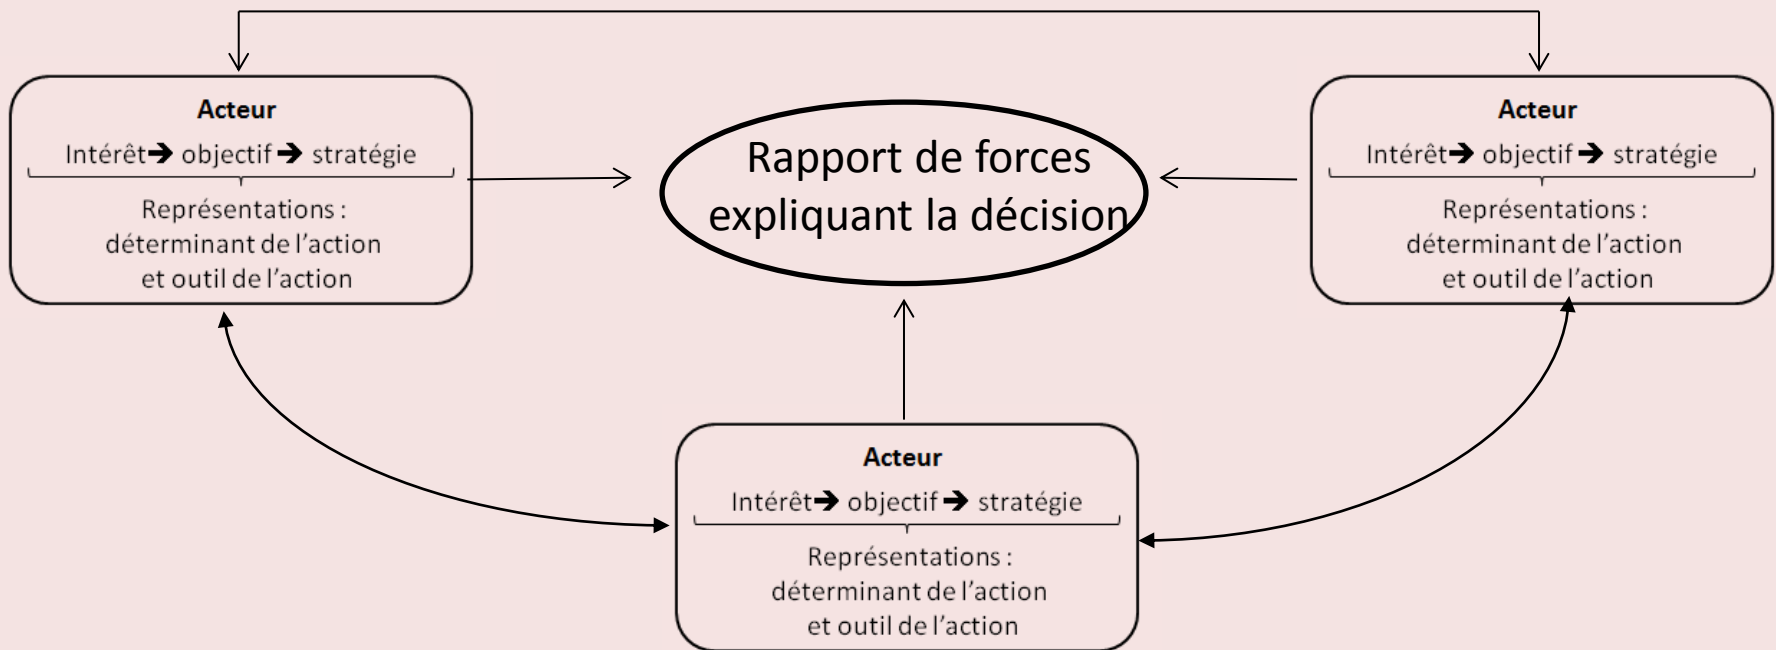 Acteur
Intérêt➔ objectif ➔ stratégie
Représentations :
déterminant de l'action
et outil de l'action
Rapport de forces
expliquant la décision
Acteur
Intérêt➔ objectif ➔ stratégie
Représentations :
déterminant de l'action
et outil de l'action
Acteur
Intérêt➔ objectif ➔ stratégie
Représentations :
déterminant de l'action
et outil de l'action